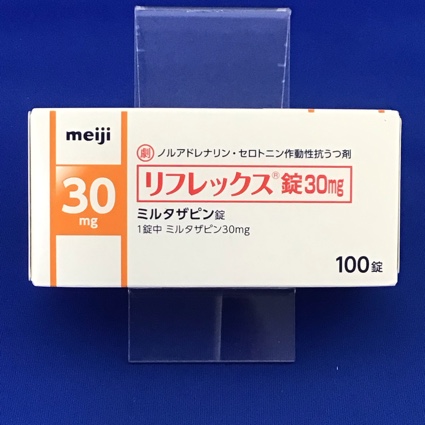 meiji
30
mg
劇 ノルアドレナリン・セロトニン作動性抗うつ剤
リフレックス®錠30mg
ミルタザピン錠
1錠中 ミルタザピン30mg
100錠